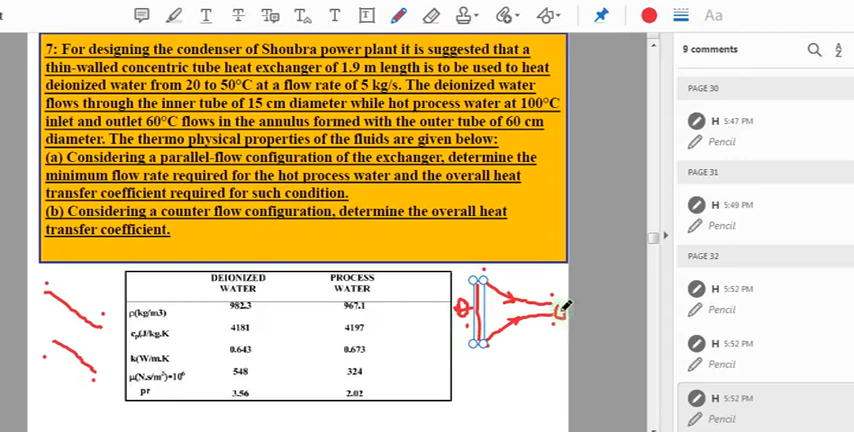 Aa
9 comments
A
Z
7: For designing the condenser of Shoubra power plant it is suggested that a
thin-walled concentric tube heat exchanger of 1.9 m length is to be used to heat
deionized water from 20 to 50°C at a flow rate of 5 kg/s. The deionized water
flows through the inner tube of 15 cm diameter while hot process water at 100°C
inlet and outlet 60°C flows in the annulus formed with the outer tube of 60 cm
diameter. The thermo physical properties of the fluids are given below:
(a) Considering a parallel-flow configuration of the exchanger, determine the
minimum flow rate required for the hot process water and the overall heat
transfer coefficient required for such condition.
(b) Considering a counter flow configuration, determine the overall heat
transfer coefficient.
DEIONIZED WATER PROCESS WATER
ρ(kg/m3) 982.3 967.1
cp(J/kg.K 4181 4197
k(W/m.K 0.643 0.673
μ(N.s/m²)*10⁶ 548 324
pr 3.56 2.02
PAGE 30
H 5:47 PM
Pencil
PAGE 31
H 5:49 PM
Pencil
PAGE 32
H 5:52 PM
Pencil
H 5:52 PM
Pencil
H 5:52 PM
Pencil